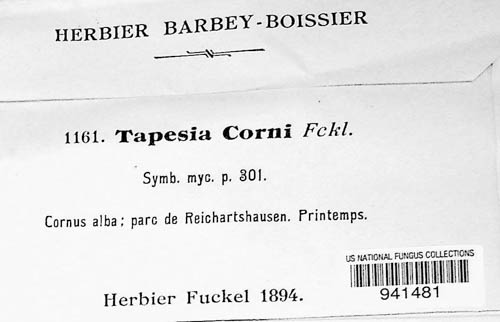 HERBIER BARBEY-BOISSIER
1161. Tapesia Corni Fckl.
Symb. myc. p. 301.
Cornus alba; parc de Reichartshausen. Printemps.
US NATIONAL FUNGUS COLLECTIONS
941481
Herbier Fuckel 1894.